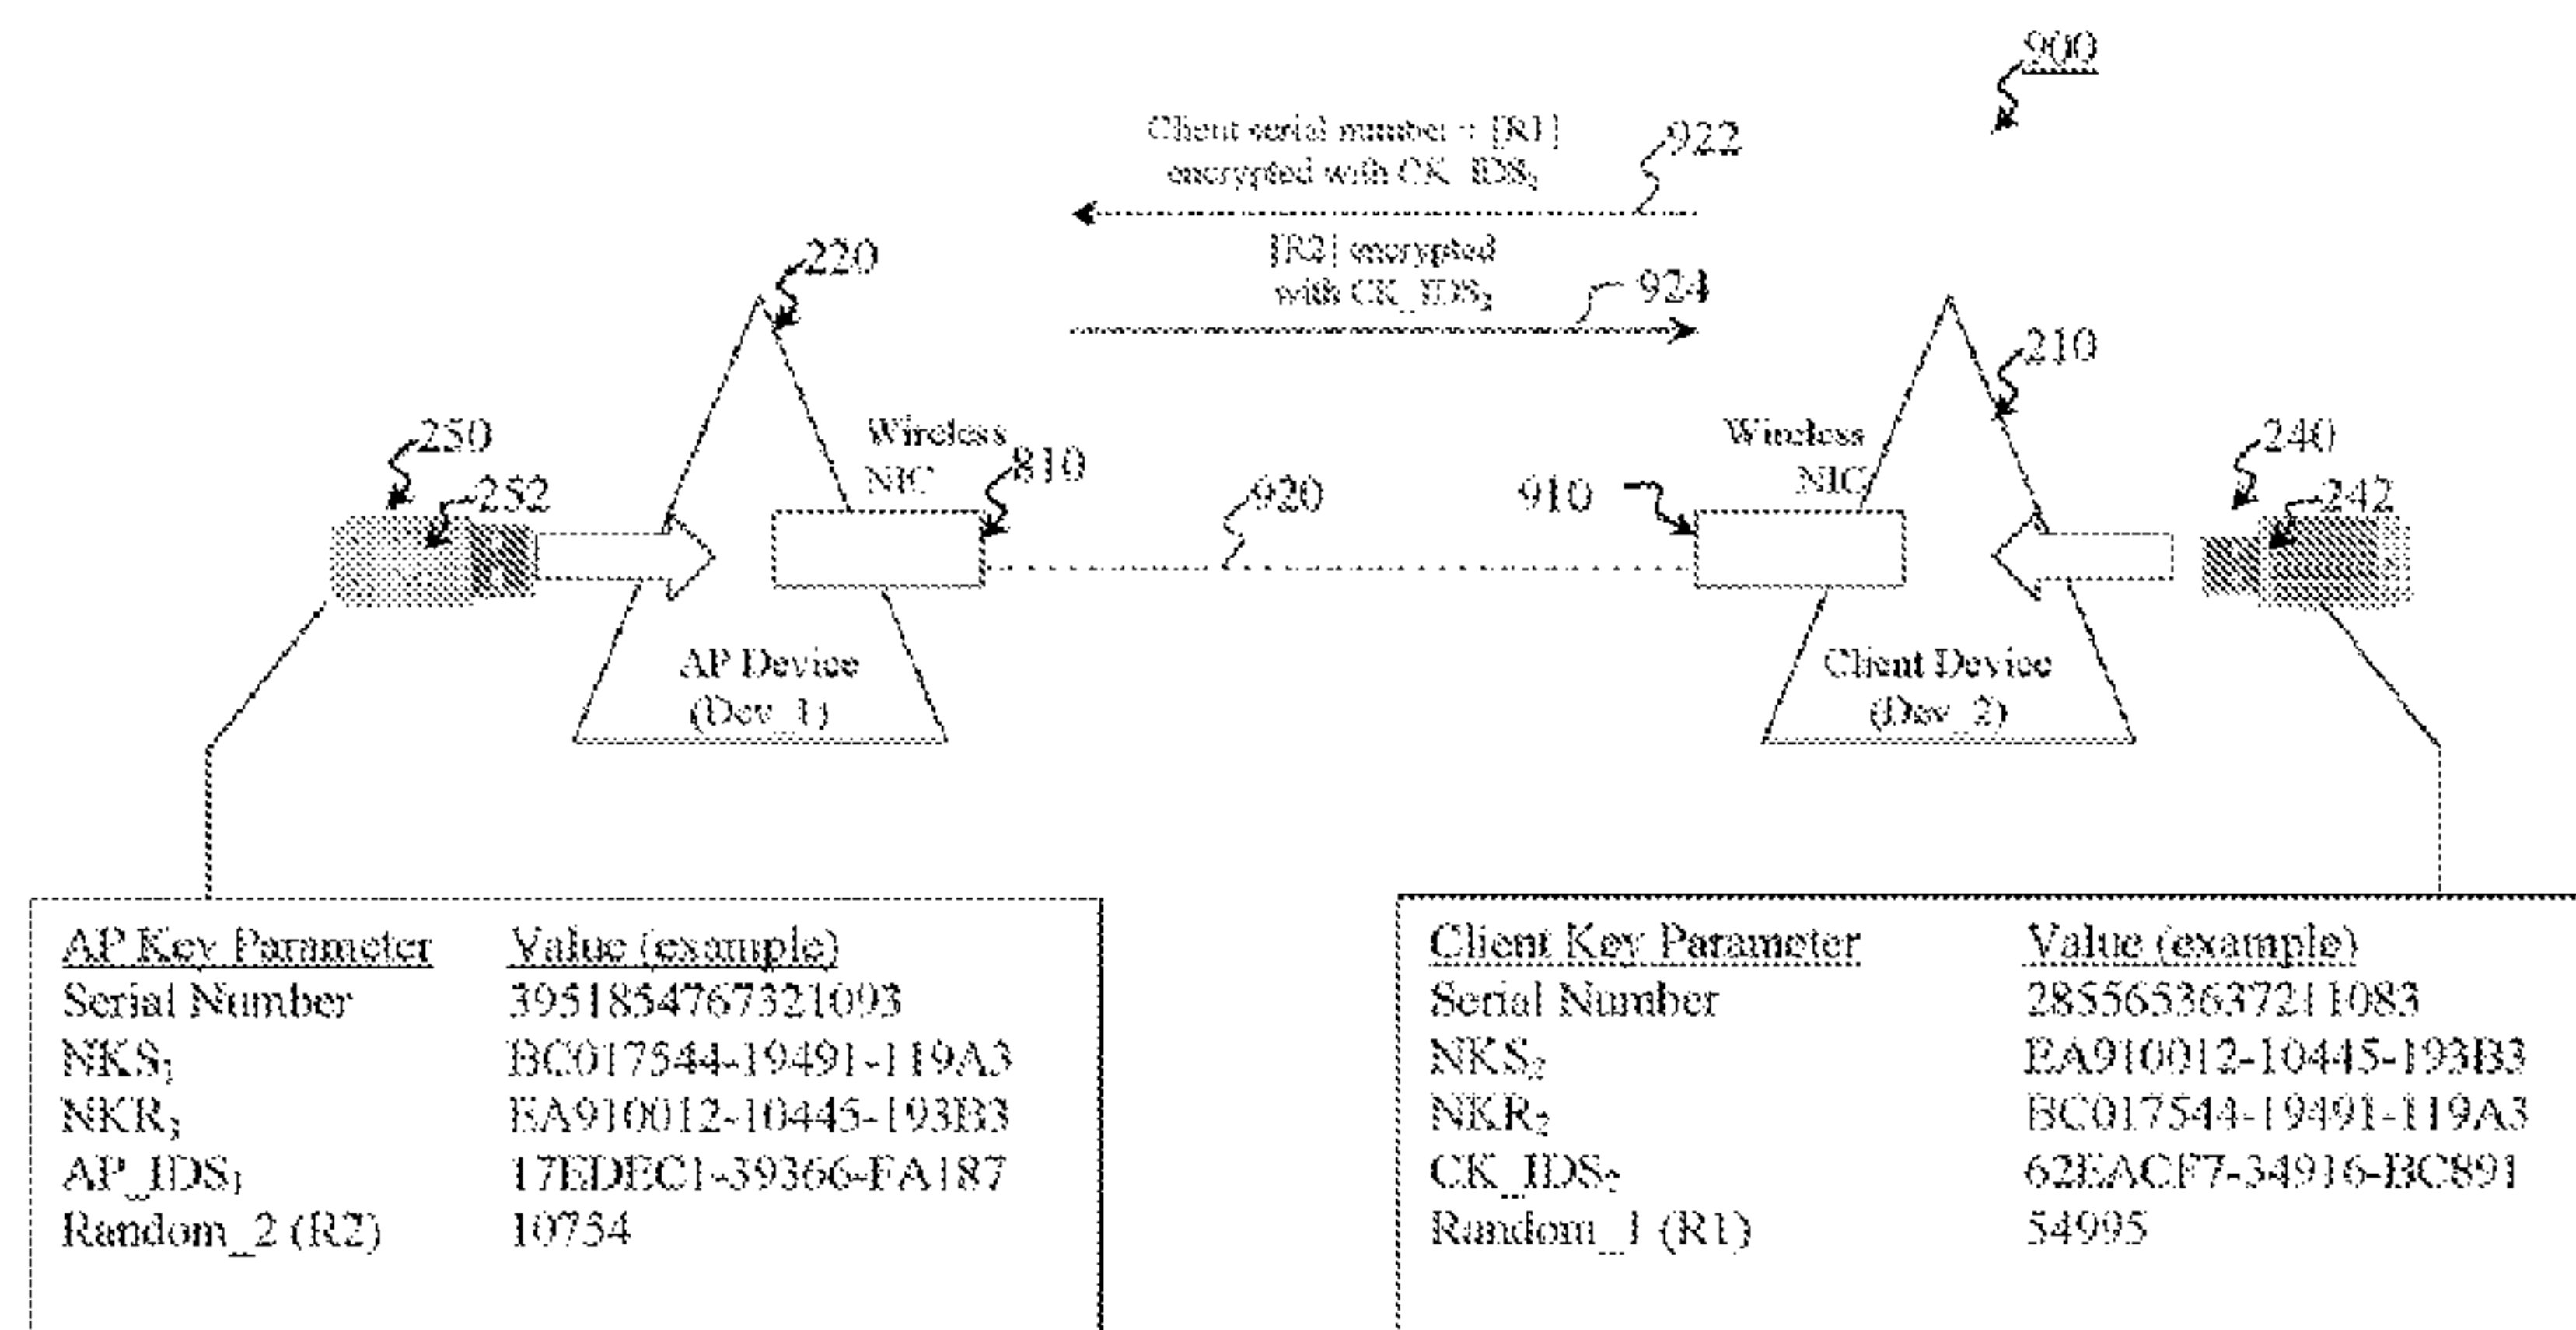 900
Client serial number + [R1]
encrypted with CK_IDS₂
922
[R2] encrypted
with CK_IDS₂
924
220
210
250
252
Wireless
NIC
810
920
910
Wireless
NIC
240
242
AP Device
(Dev_1)
Client Device
(Dev_2)
AP Key Parameter Value (example)
Serial Number 3951854767321093
NKS₁ BC017544-19491-119A3
NKR₁ EA910012-10445-193B3
AP_IDS₁ 17EDEC1-39366-FA187
Random_2 (R2) 10734
Client Key Parameter Value (example)
Serial Number 2855653637211083
NKS₂ EA910012-10445-193B3
NKR₂ BC017544-19491-119A3
CK_IDS₂ 62EACF7-34916-BC891
Random_1 (R1) 54995